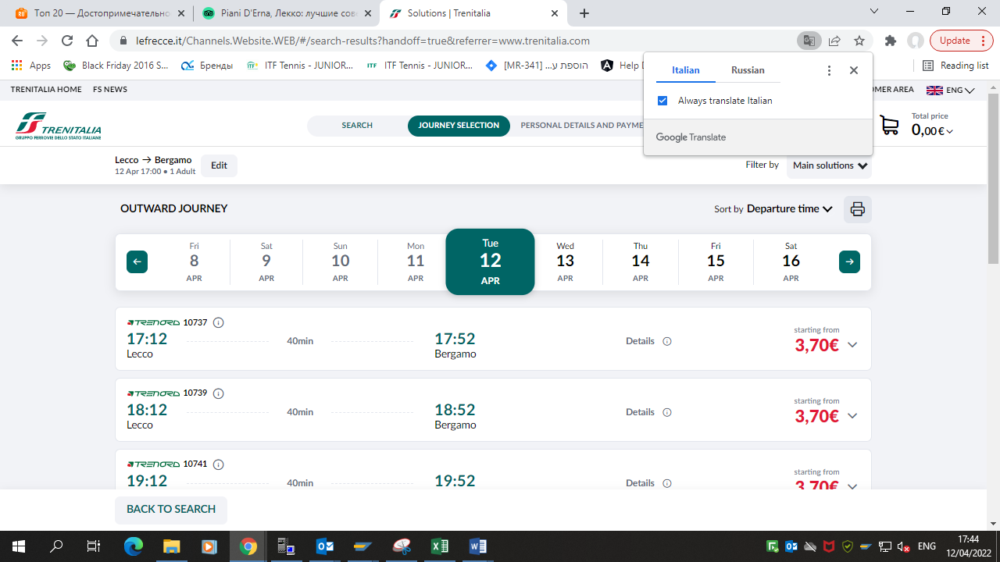 Топ 20 — Достопримечательно
Piani D'Erna, Лекко: лучшие сов
Solutions | Trenitalia
lefrecce.it/Channels.Website.WEB/#/search-results?handoff=true&referrer=www.trenitalia.com
Update
Apps
Black Friday 2016 S...
Бренды
ITF Tennis - JUNIOR...
ITF Tennis - JUNIOR...
[MR-341] ...הוספת ע
Help D
Reading list
Italian
Russian
Always translate Italian
Google Translate
TRENITALIA HOME
FS NEWS
OMER AREA
ENG
TRENITALIA
GRUPPO FERROVIE DELLO STATO ITALIANE
SEARCH
JOURNEY SELECTION
PERSONAL DETAILS AND PAYME
Total price
0,00 €
Lecco → Bergamo
12 Apr 17:00 • 1 Adult
Edit
Filter by
Main solutions
OUTWARD JOURNEY
Sort by Departure time
Fri
8
APR
Sat
9
APR
Sun
10
APR
Mon
11
APR
Tue
12
APR
Wed
13
APR
Thu
14
APR
Fri
15
APR
Sat
16
APR
TRENORD 10737
17:12
Lecco
40min
17:52
Bergamo
Details
starting from
3,70€
TRENORD 10739
18:12
Lecco
40min
18:52
Bergamo
Details
starting from
3,70€
TRENORD 10741
19:12
40min
19:52
Details
starting from
3,70€
BACK TO SEARCH
ENG
17:44
12/04/2022